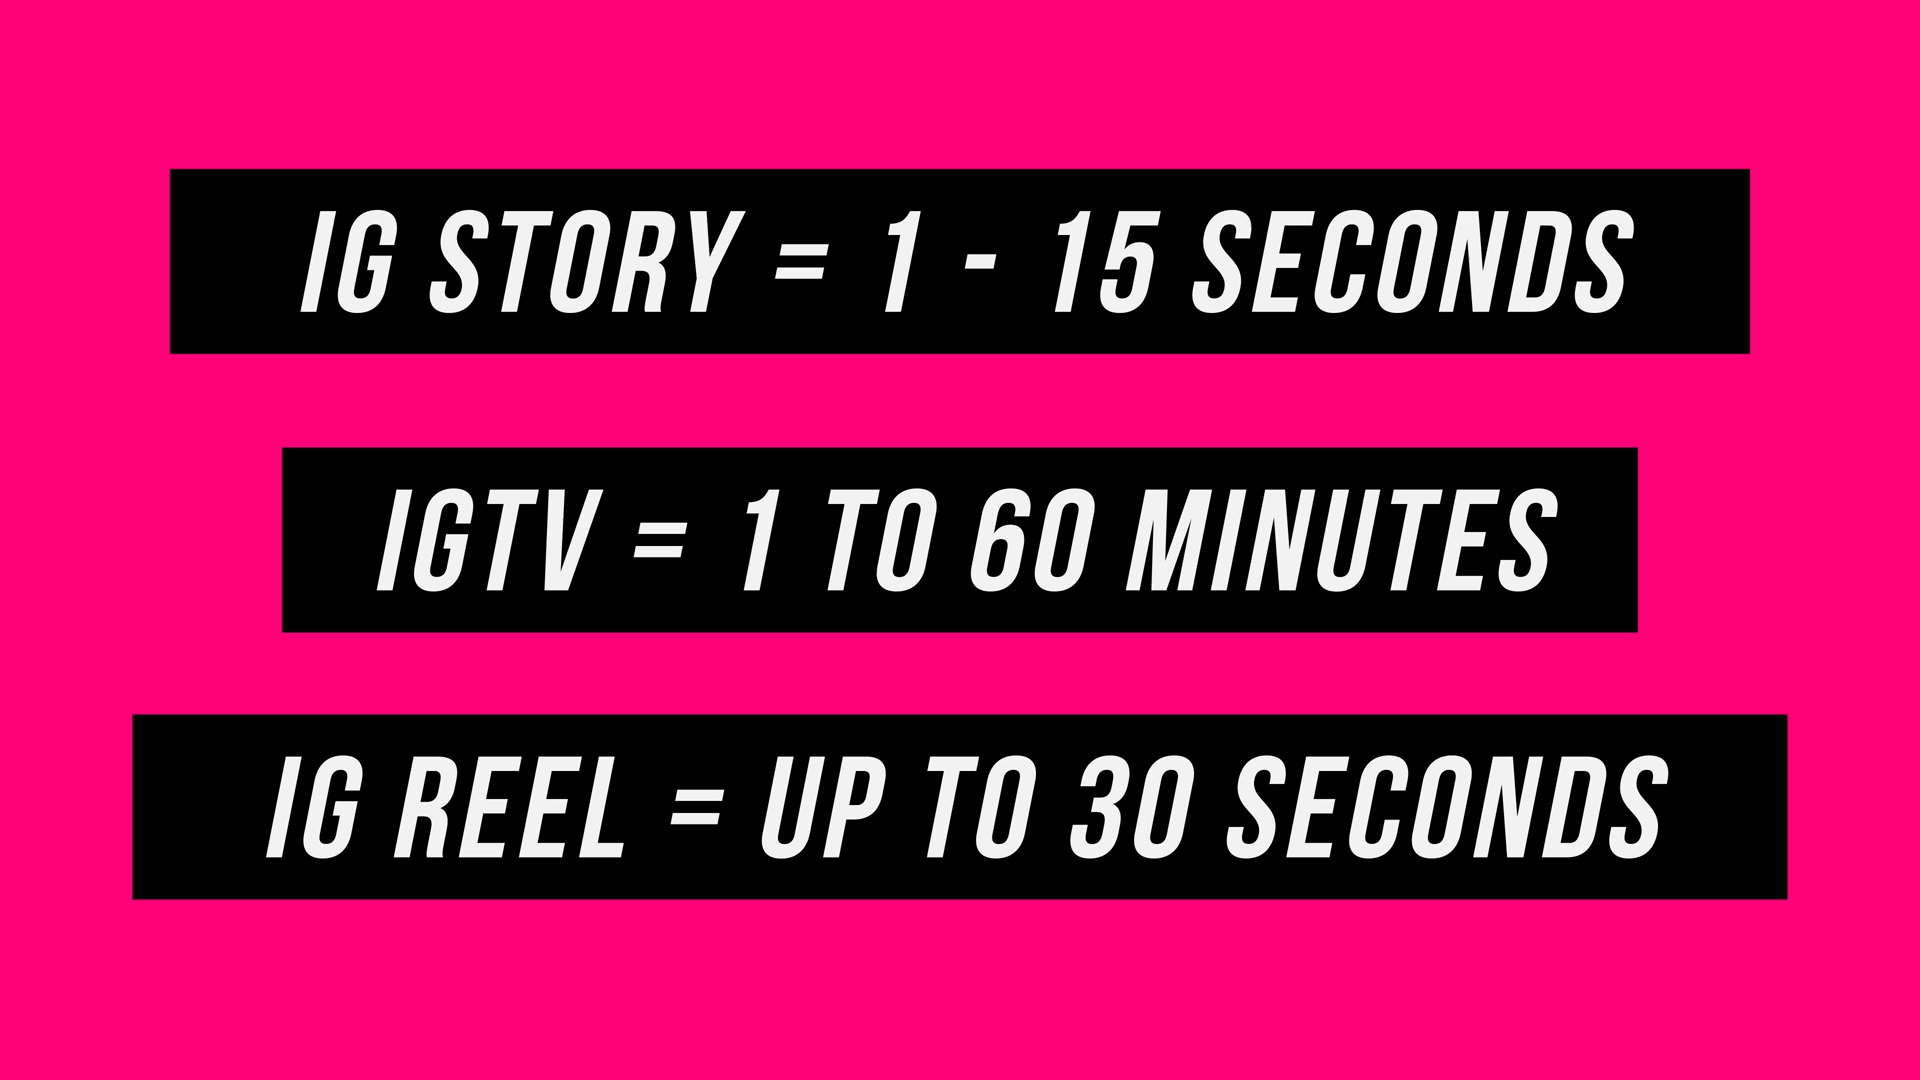 IG STORY = 1 - 15 SECONDS
IGTV = 1 TO 60 MINUTES
IG REEL = UP TO 30 SECONDS